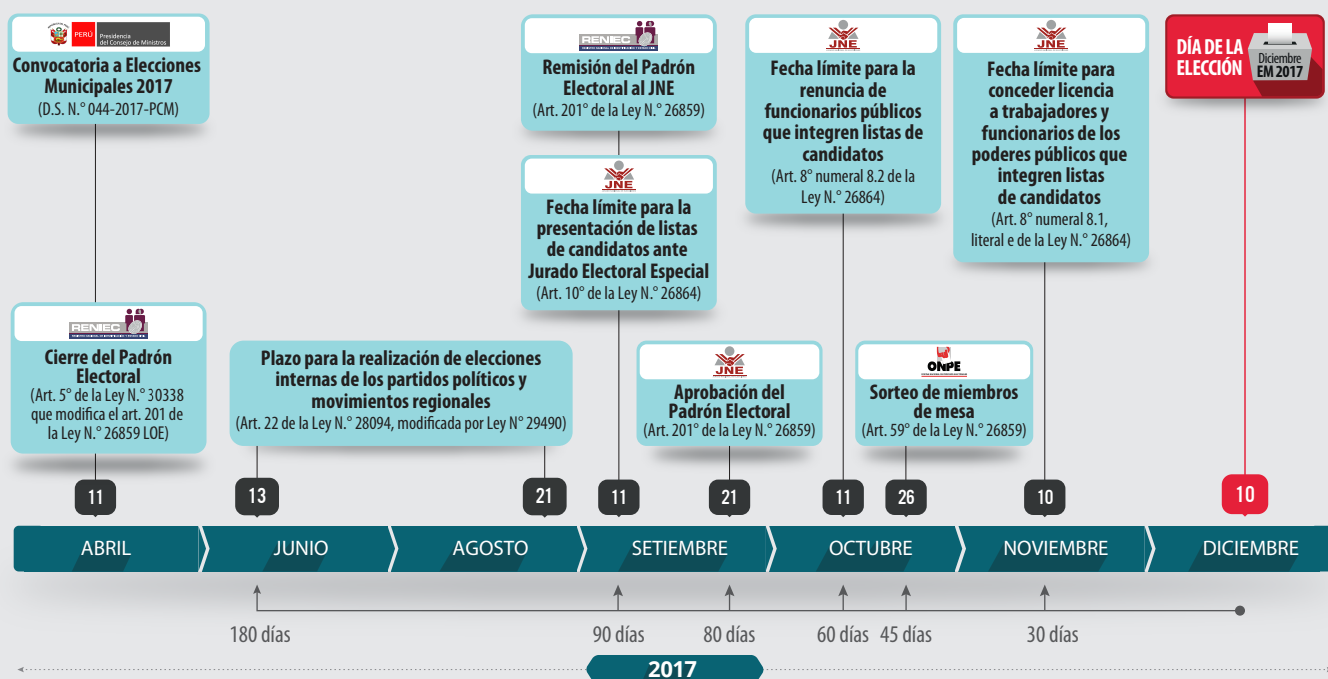 PERÚ
Presidencia
del Consejo de Ministros
Convocatoria a Elecciones
Municipales 2017
(D.S. N.° 044-2017-PCM)
RENIEC
Cierre del Padrón
Electoral
(Art. 5° de la Ley N.° 30338
que modifica el art. 201 de
la Ley N.° 26859 LOE)
11
Plazo para la realización de elecciones
internas de los partidos políticos y
movimientos regionales
(Art. 22 de la Ley N.° 28094, modificada por Ley N° 29490)
13
21
RENIEC
Remisión del Padrón
Electoral al JNE
(Art. 201° de la Ley N.° 26859)
JNE
Fecha límite para la
presentación de listas
de candidatos ante
Jurado Electoral Especial
(Art. 10° de la Ley N.° 26864)
11
JNE
Aprobación del
Padrón Electoral
(Art. 201° de la Ley N.° 26859)
21
JNE
Fecha límite para la
renuncia de
funcionarios públicos
que integren listas de
candidatos
(Art. 8° numeral 8.2 de la
Ley N.° 26864)
11
ONPE
Sorteo de miembros
de mesa
(Art. 59° de la Ley N.° 26859)
26
JNE
Fecha límite para
conceder licencia
a trabajadores y
funcionarios de los
poderes públicos que
integren listas
de candidatos
(Art. 8° numeral 8.1,
literal e de la Ley N.° 26864)
10
DÍA DE LA
ELECCIÓN
Diciembre
EM 2017
10
ABRIL
JUNIO
AGOSTO
SETIEMBRE
OCTUBRE
NOVIEMBRE
DICIEMBRE
180 días
90 días
80 días
60 días
45 días
30 días
2017